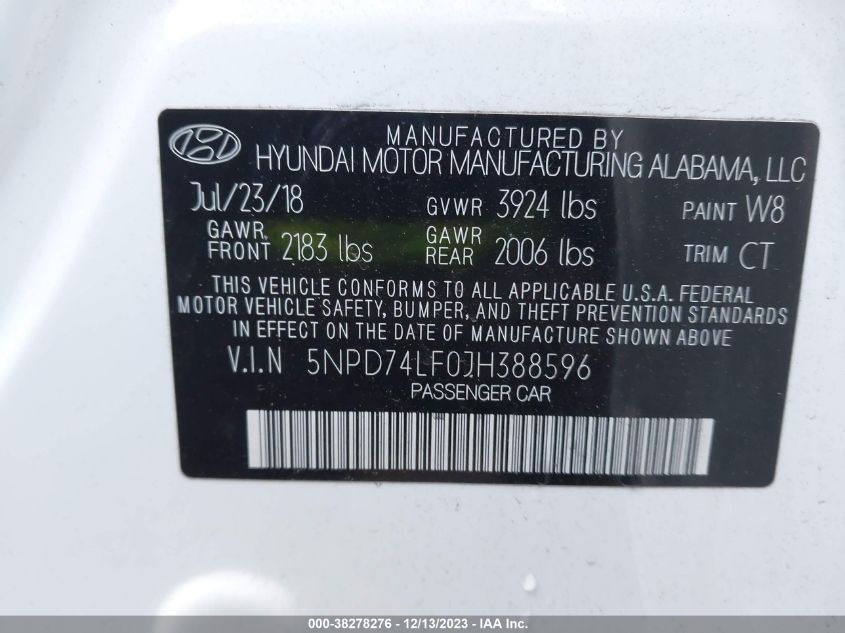 MANUFACTURED BY
HYUNDAI MOTOR MANUFACTURING ALABAMA, LLC
Jul/23/18 GVWR 3924 lbs PAINT W8
GAWR FRONT 2183 lbs GAWR REAR 2006 lbs TRIM CT
THIS VEHICLE CONFORMS TO ALL APPLICABLE U.S.A. FEDERAL
MOTOR VEHICLE SAFETY, BUMPER, AND THEFT PREVENTION STANDARDS
IN EFFECT ON THE DATE OF MANUFACTURE SHOWN ABOVE
V.I.N 5NPD74LF0JH388596
PASSENGER CAR
000-38278276 - 12/13/2023 - IAA Inc.